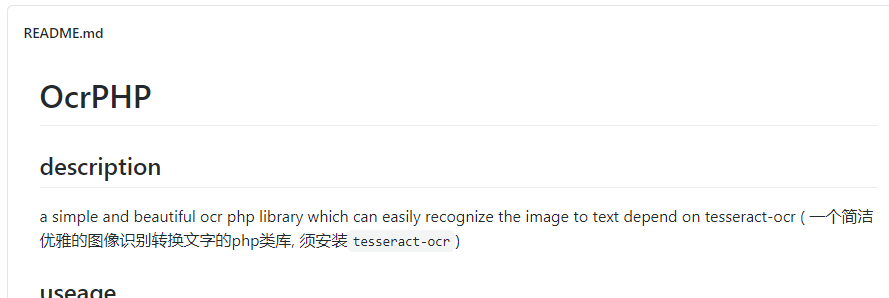 README.md
OcrPHP
description
a simple and beautiful ocr php library which can easily recognize the image to text depend on tesseract-ocr ( 一个简洁
优雅的图像识别转换文字的php类库, 须安装 tesseract-ocr )
useage